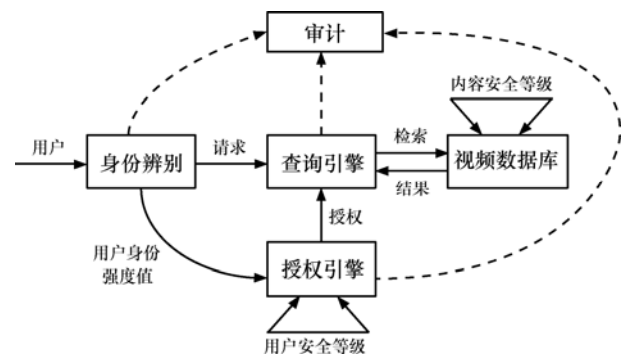 审计
内容安全等级
用户
身份辨别
请求
查询引擎
检索
结果
视频数据库
授权
用户身份
强度值
授权引擎
用户安全等级